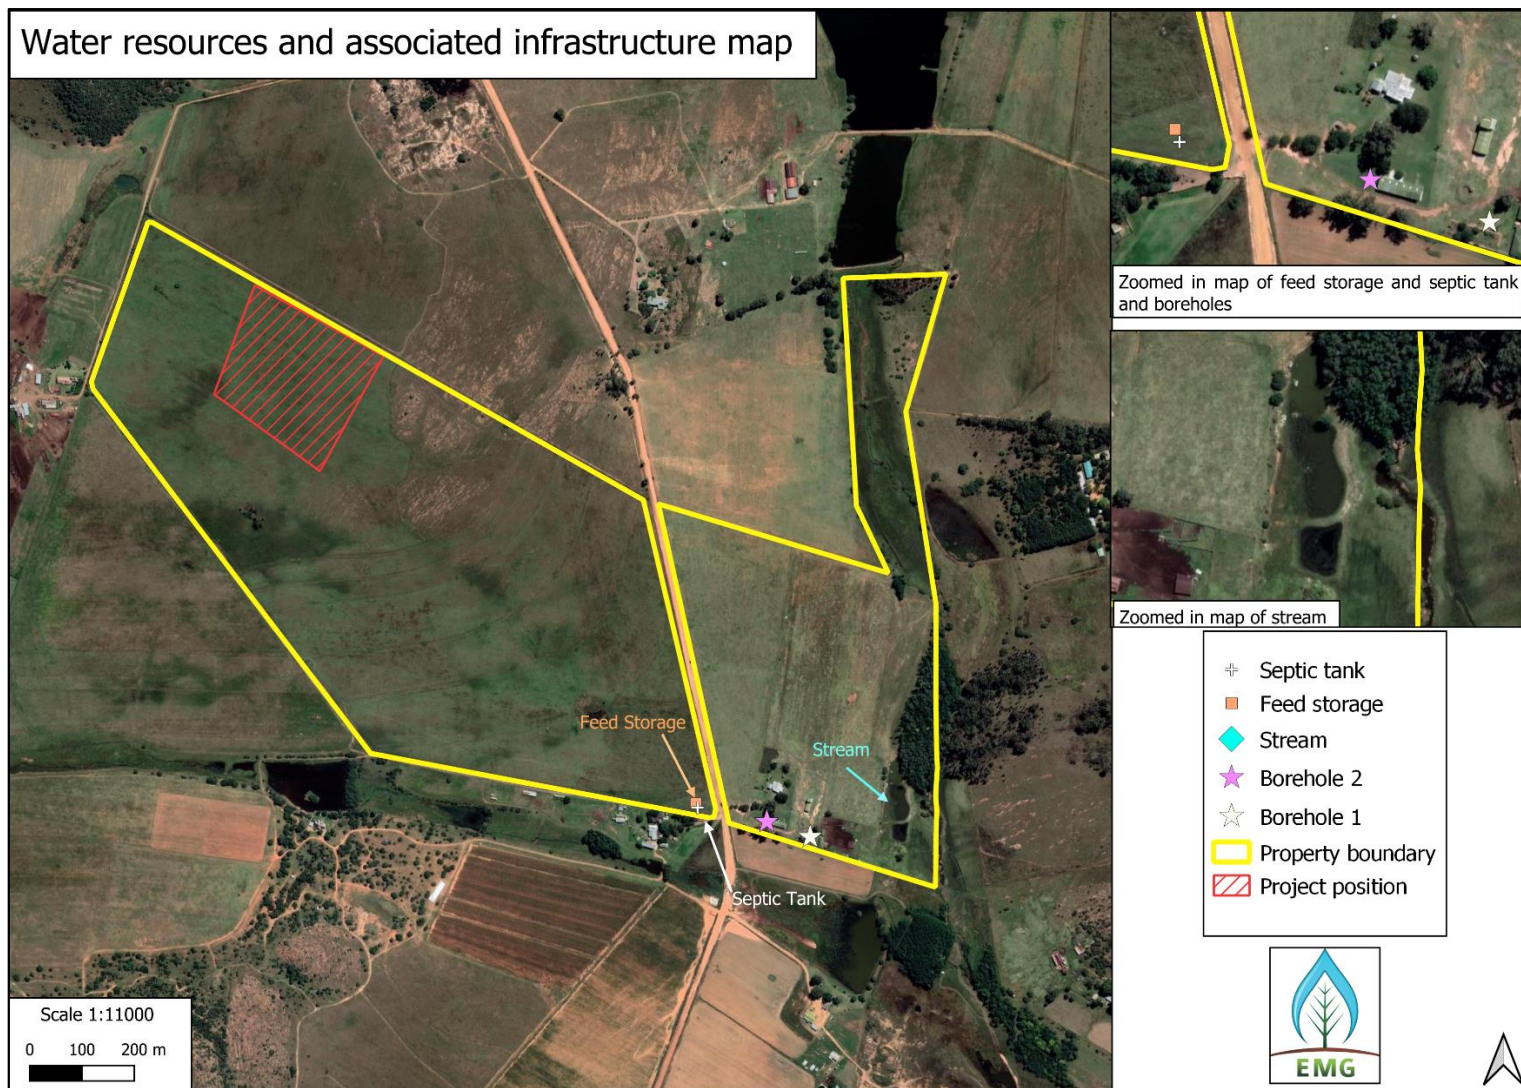 Water resources and associated infrastructure map
Zoomed in map of feed storage and septic tank
and boreholes
Zoomed in map of stream
Feed Storage
Stream
Septic Tank
Septic tank
Feed storage
Stream
Borehole 2
Borehole 1
Property boundary
Project position
Scale 1:11000
0 100 200 m
EMG